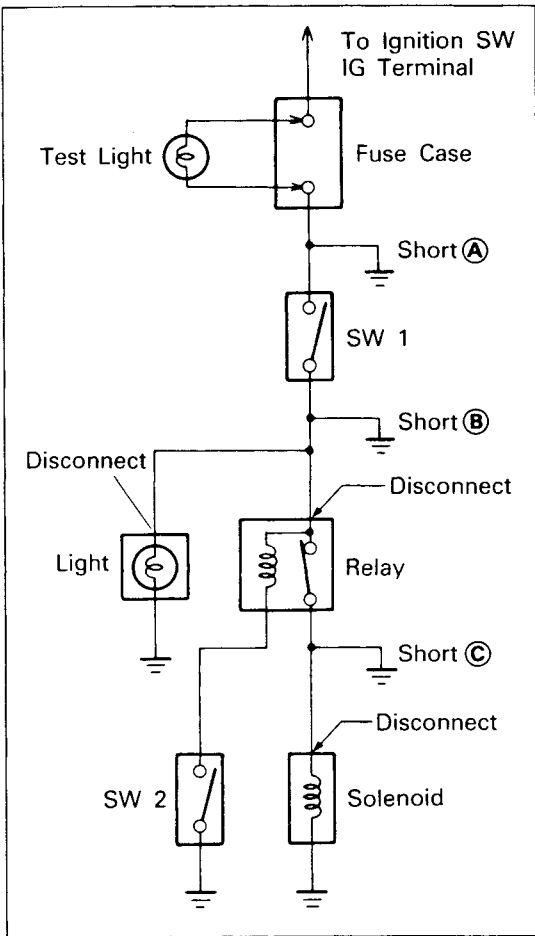 To Ignition SW
IG Terminal
Test Light
Fuse Case
Short Ⓐ
SW 1
Short Ⓑ
Disconnect
Disconnect
Light
Relay
Short Ⓒ
Disconnect
SW 2
Solenoid